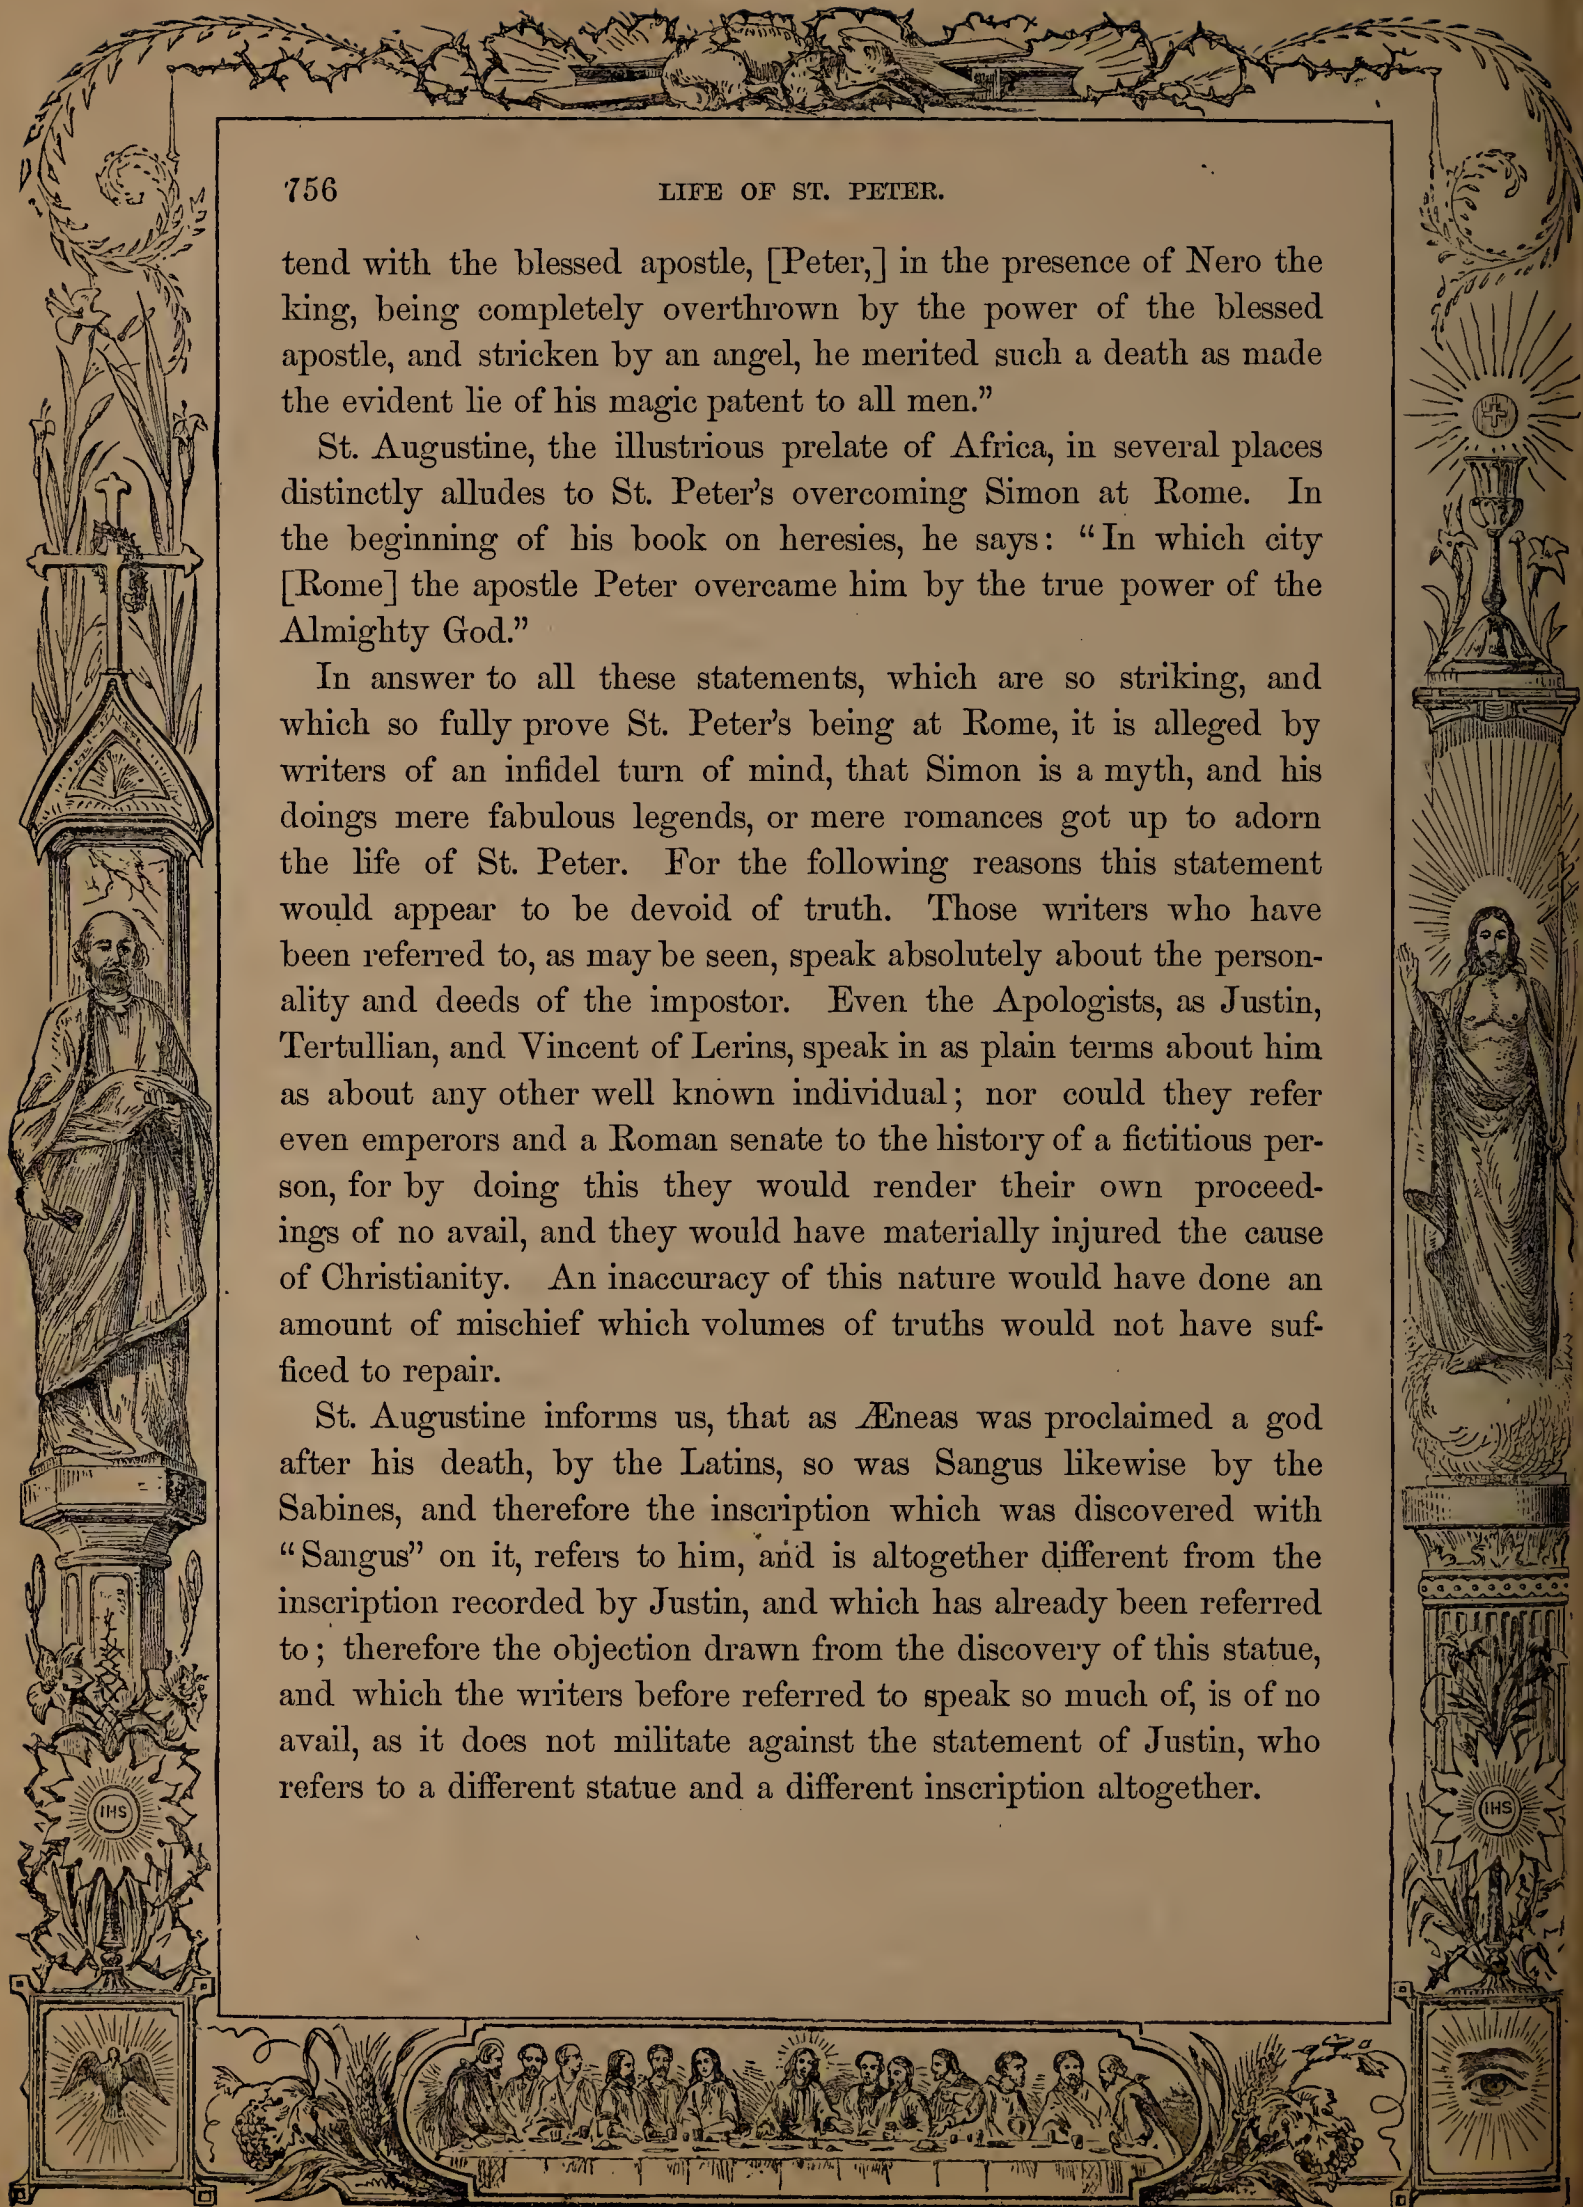 756 LIFE OF ST. PETER.
tend with the blessed apostle, [Peter,] in the presence of Nero the
king, being completely overthrown by the power of the blessed
apostle, and stricken by an angel, he merited such a death as made
the evident lie of his magic patent to all men.”
St. Augustine, the illustrious prelate of Africa, in several places
distinctly alludes to St. Peter’s overcoming Simon at Rome. In
the beginning of his book on heresies, he says: “In which city
[Rome] the apostle Peter overcame him by the true power of the
Almighty God.”
In answer to all these statements, which are so striking, and
which so fully prove St. Peter’s being at Rome, it is alleged by
writers of an infidel turn of mind, that Simon is a myth, and his
doings mere fabulous legends, or mere romances got up to adorn
the life of St. Peter. For the following reasons this statement
would appear to be devoid of truth. Those writers who have
been referred to, as may be seen, speak absolutely about the person-
ality and deeds of the impostor. Even the Apologists, as Justin,
Tertullian, and Vincent of Lerins, speak in as plain terms about him
as about any other well known individual; nor could they refer
even emperors and a Roman senate to the history of a fictitious per-
son, for by doing this they would render their own proceed-
ings of no avail, and they would have materially injured the cause
of Christianity. An inaccuracy of this nature would have done an
amount of mischief which volumes of truths would not have suf-
ficed to repair.
St. Augustine informs us, that as Æneas was proclaimed a god
after his death, by the Latins, so was Sangus likewise by the
Sabines, and therefore the inscription which was discovered with
“Sangus” on it, refers to him, and is altogether different from the
inscription recorded by Justin, and which has already been referred
to; therefore the objection drawn from the discovery of this statue,
and which the writers before referred to speak so much of, is of no
avail, as it does not militate against the statement of Justin, who
refers to a different statue and a different inscription altogether.
IHS
IHS